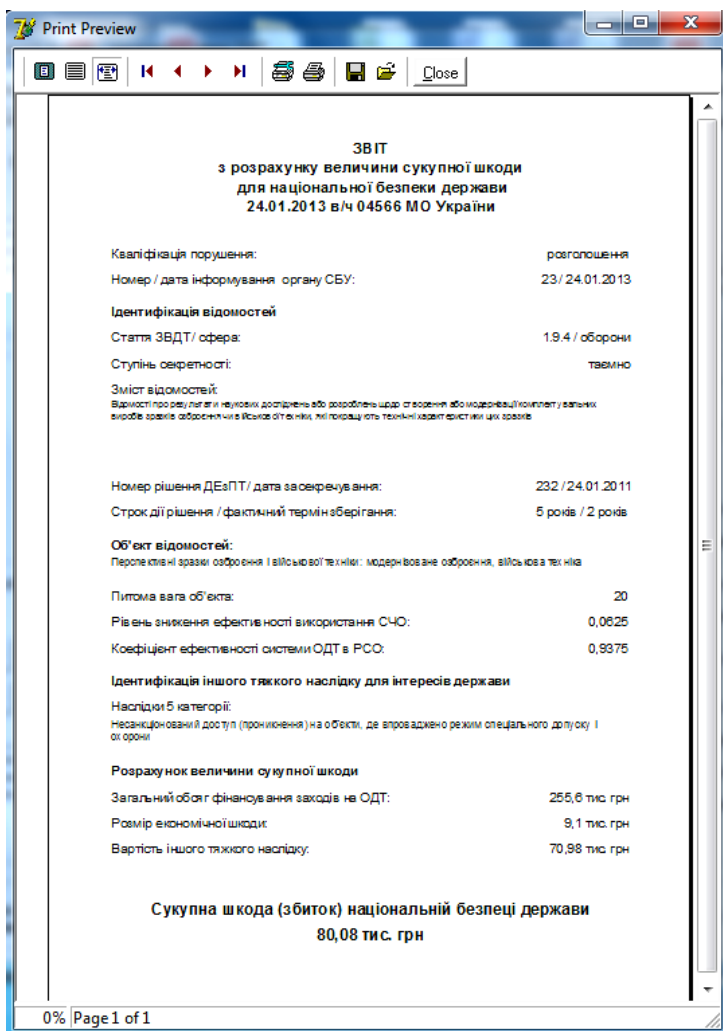 Print Preview
Close
ЗВІТ
з розрахунку величини сукупної шкоди
для національної безпеки держави
24.01.2013 в/ч 04566 МО України
Кваліфікація порушення: розголошення
Номер / дата інформування органу СБУ: 23 / 24.01.2013
Ідентифікація відомостей
Стаття ЗВДТ / сфера: 1.9.4 / оборони
Ступінь секретності: таємно
Зміст відомостей:
Відомості про результати наукових досліджень або розроблень щодо створення або модернізації комплектувальних
виробів зразків озброєння чи військової техніки, які покращують технічні характеристики цих зразків
Номер рішення ДЕзПТ / дата засекречування: 232 / 24.01.2011
Строк дії рішення / фактичний термін зберігання: 5 років / 2 років
Об'єкт відомостей:
Перспективні зразки озброєння і військової техніки: модернізоване озброєння, військова техніка
Питома вага об'єкта: 20
Рівень зниження ефективності використання СЧО: 0,0625
Коефіцієнт ефективності системи ОДТ в РСО: 0,9375
Ідентифікація іншого тяжкого наслідку для інтересів держави
Наслідки 5 категорії:
Несанкціонований доступ (проникнення) на об'єкти, де впроваджено режим спеціального допуску і
охорони
Розрахунок величини сукупної шкоди
Загальний обсяг фінансування заходів на ОДТ: 255,6 тис. грн
Розмір економічної шкоди: 9,1 тис. грн
Вартість іншого тяжкого наслідку: 70,98 тис. грн
Сукупна шкода (збиток) національній безпеці держави
80,08 тис. грн
0% Page 1 of 1